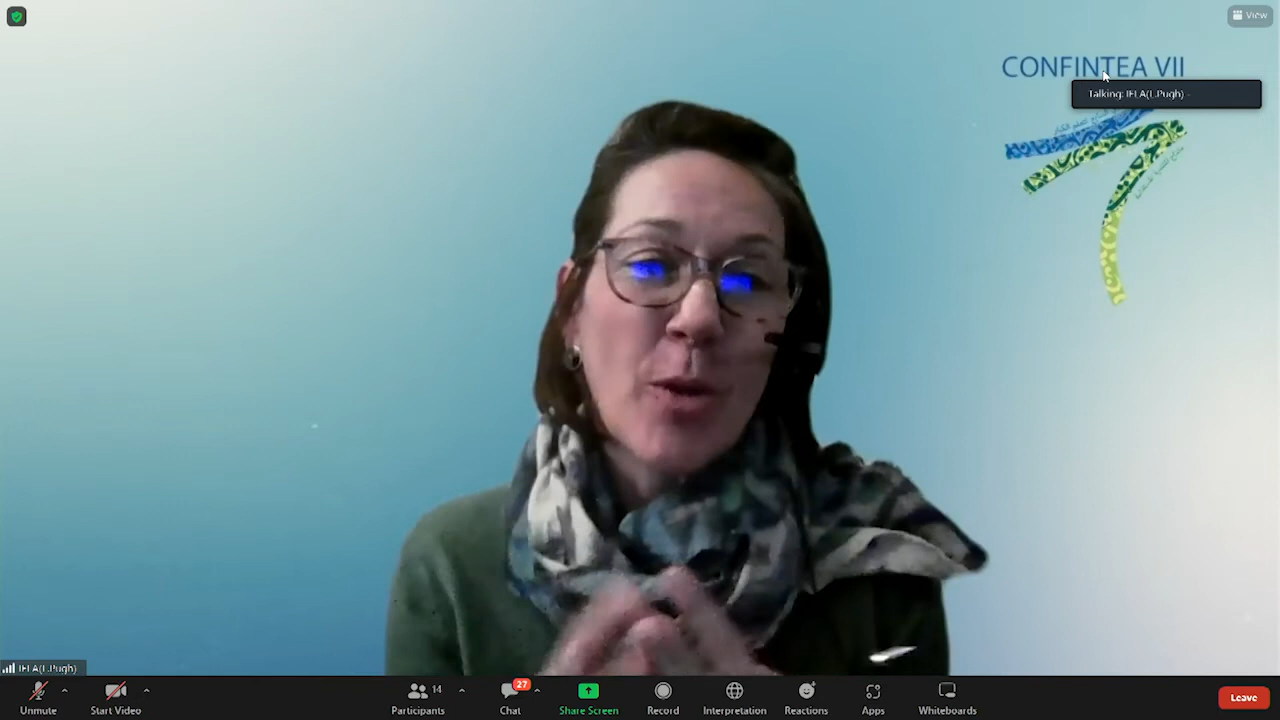 View
CONFINTEA VII
Talking: IFLA(L.Pugh)
IFLA(L.Pugh)
Unmute
Start Video
14
Participants
27
Chat
Share Screen
Record
Interpretation
Reactions
Apps
Whiteboards
Leave